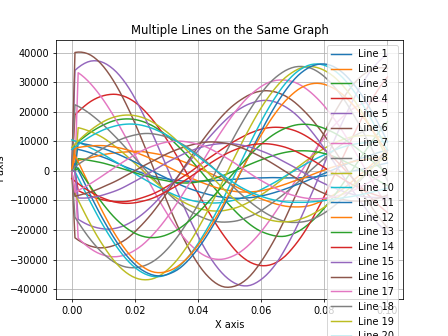 Multiple Lines on the Same Graph
40000
30000
20000
10000
0
−10000
−20000
−30000
−40000
0.00
0.02
0.04
0.06
0.08
X axis
Line 1
Line 2
Line 3
Line 4
Line 5
Line 6
Line 7
Line 8
Line 9
Line 10
Line 11
Line 12
Line 13
Line 14
Line 15
Line 16
Line 17
Line 18
Line 19
Line 20